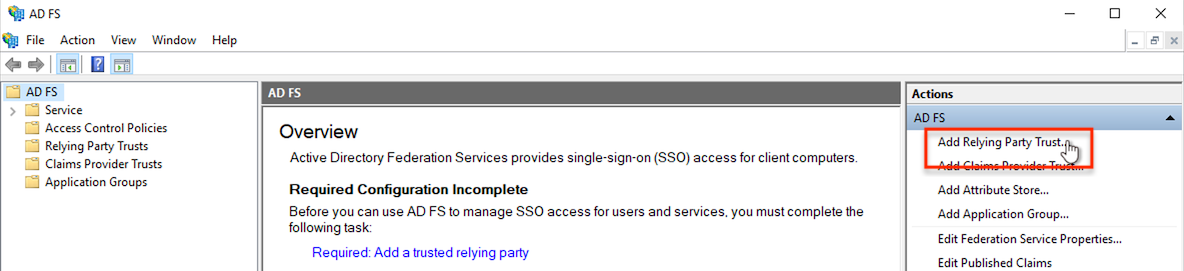 AD FS
File Action View Window Help
AD FS
Service
Access Control Policies
Relying Party Trusts
Claims Provider Trusts
Application Groups
AD FS
Overview
Active Directory Federation Services provides single-sign-on (SSO) access for client computers.
Required Configuration Incomplete
Before you can use AD FS to manage SSO access for users and services, you must complete the
following task:
Required: Add a trusted relying party
Actions
AD FS
Add Relying Party Trust...
Add Claims Provider Trust...
Add Attribute Store...
Add Application Group...
Edit Federation Service Properties...
Edit Published Claims